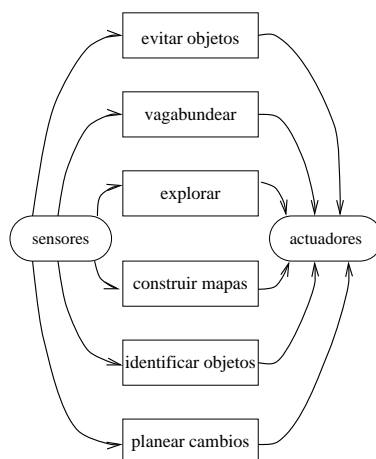 evitar objetos
vagabundear
explorar
sensores
actuadores
construir mapas
identificar objetos
planear cambios